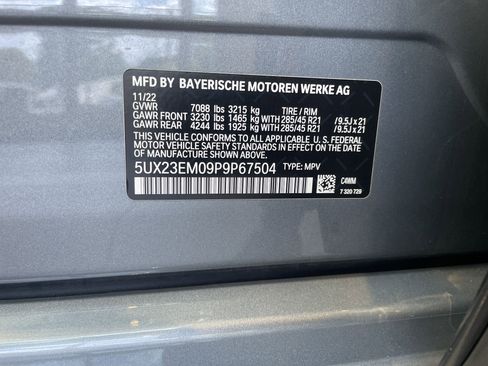 MFD BY BAYERISCHE MOTOREN WERKE AG
11/22
GVWR 7088 lbs 3215 kg TIRE / RIM
GAWR FRONT 3230 lbs 1465 kg WITH 285/45 R21 /9.5J x 21
GAWR REAR 4244 lbs 1925 kg WITH 285/45 R21 /9.5J x 21
THIS VEHICLE CONFORMS TO ALL APPLICABLE U. S. FEDERAL
MOTOR VEHICLE SAFETY STANDARDS IN EFFECT ON THE
DATE OF MANUFACTURE SHOWN ABOVE.
5UX23EM09P9P67504 TYPE: MPV
C4WM
7 320 729